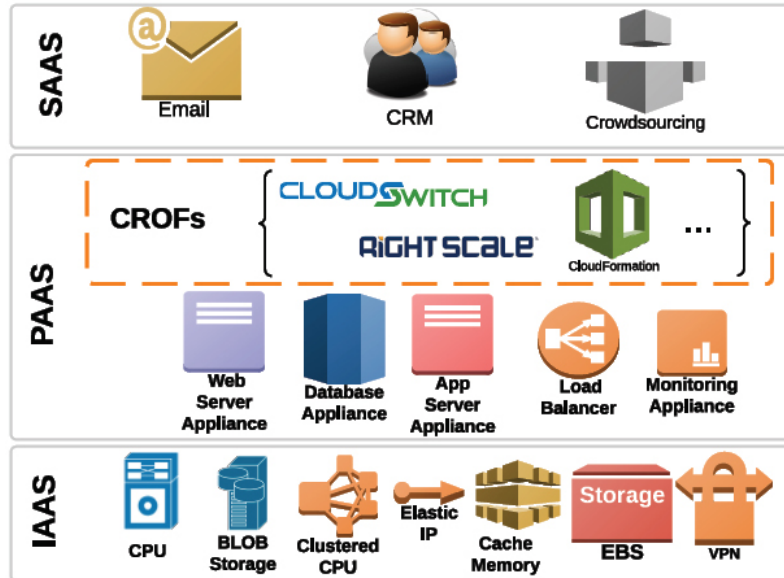 SAAS
@
Email
CRM
Crowdsourcing
PAAS
CROFs
{
CLOUDSWITCH
RIGHTSCALE
CloudFormation
...
}
Web
Server
Appliance
Database
Appliance
App
Server
Appliance
Load
Balancer
Monitoring
Appliance
IAAS
CPU
BLOB
Storage
Clustered
CPU
Elastic
IP
Cache
Memory
Storage
EBS
VPN